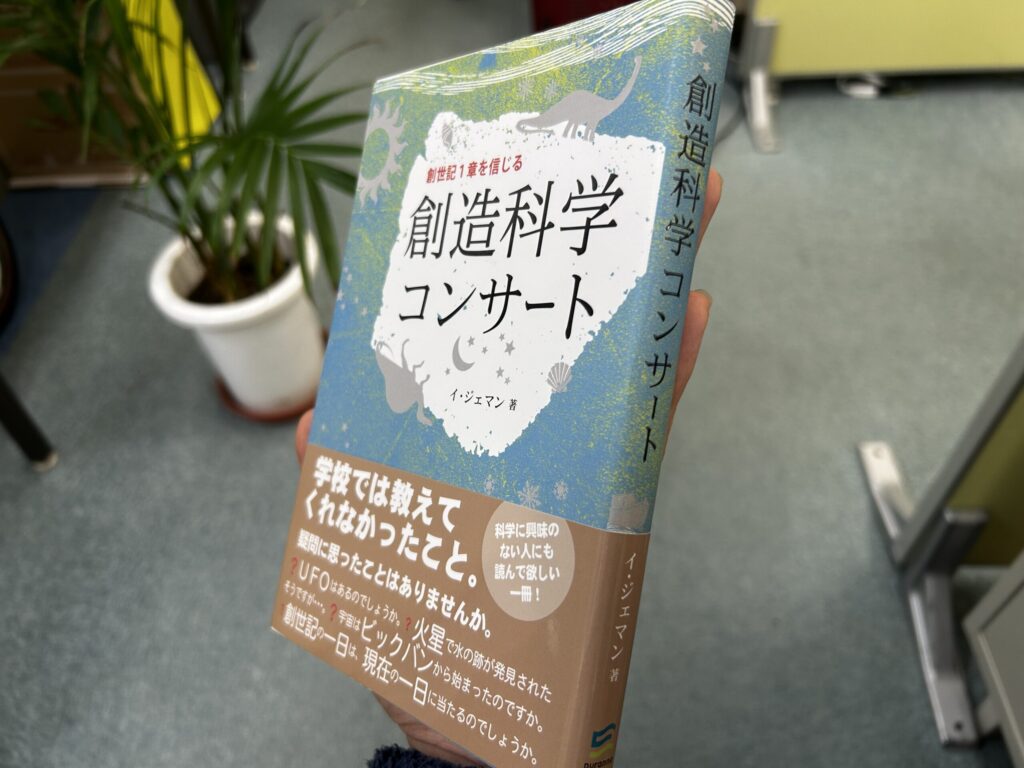 創世記1章を信じる
創造科学
コンサート
イ・ジェマン 著
学校では教えて
くれなかったこと。
疑問に思ったことはありませんか。
?UFOはあるのでしょうか。?火星で水の跡が発見された
そうですが…。?宇宙はビックバンから始まったのですか。
創世記の一日は、現在の一日に当たるのでしょうか。
科学に興味の
ない人にも
読んで欲しい
一冊!
創造科学コンサート
イ・ジェマン 著